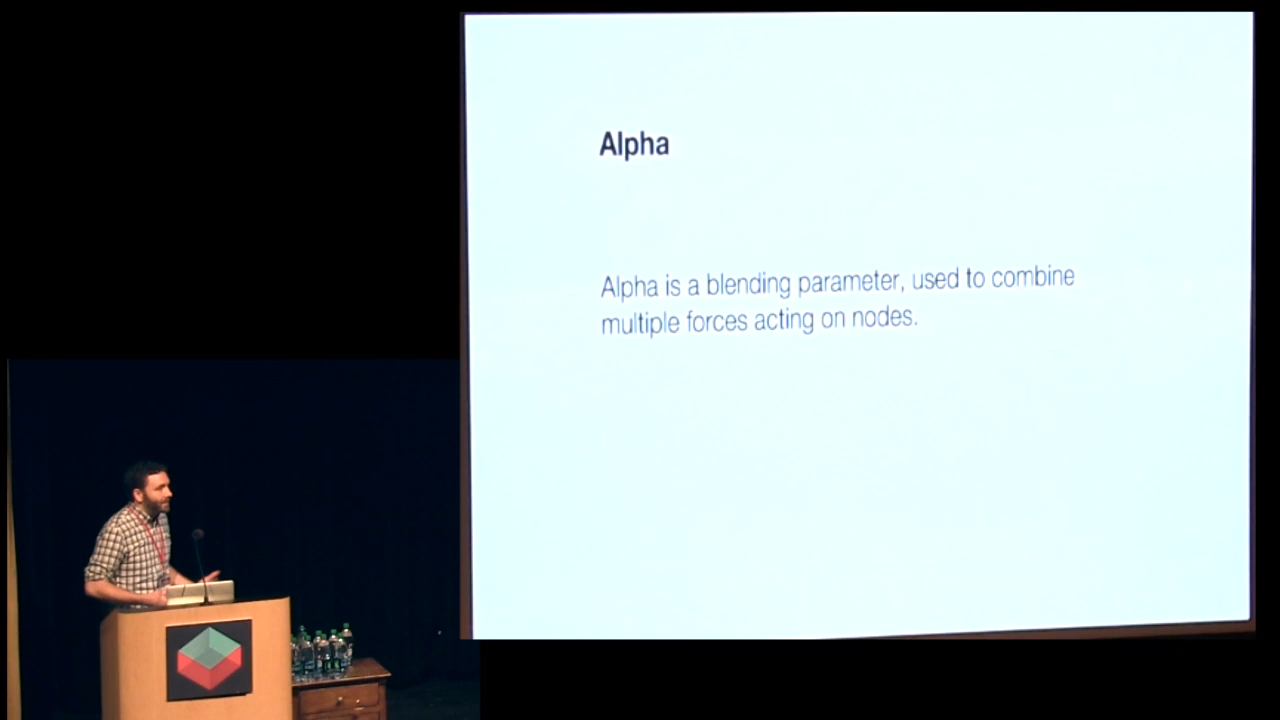 Alpha
Alpha is a blending parameter, used to combine
multiple forces acting on nodes.